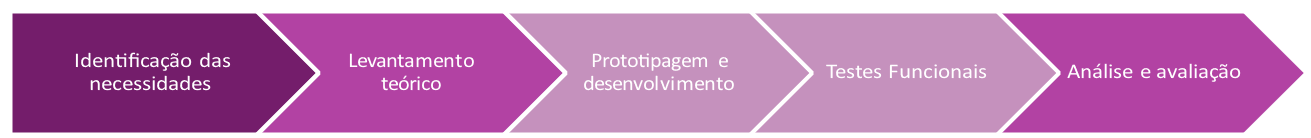 Identificação das
necessidades
Levantamento
teórico
Prototipagem e
desenvolvimento
Testes Funcionais
Análise e avaliação